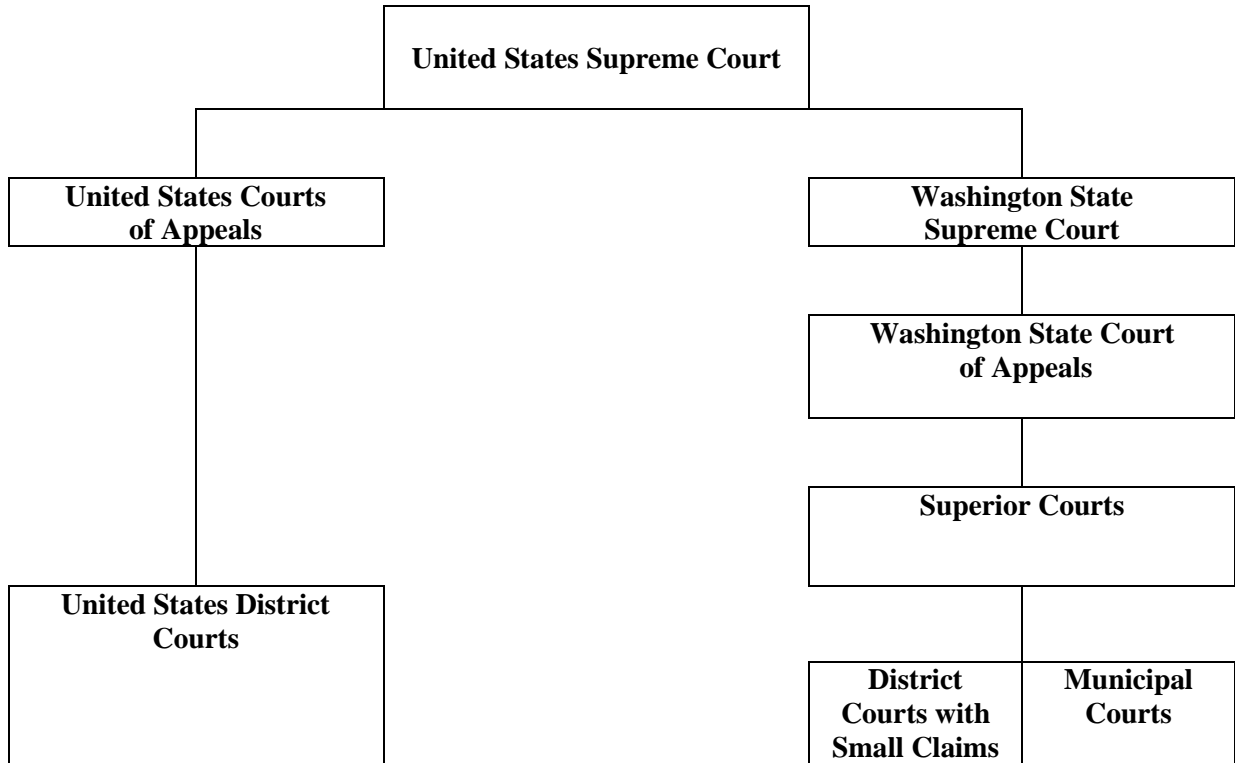 United States Supreme Court
United States Courts
of Appeals
Washington State
Supreme Court
Washington State Court
of Appeals
Superior Courts
United States District
Courts
District
Courts with
Small Claims
Municipal
Courts